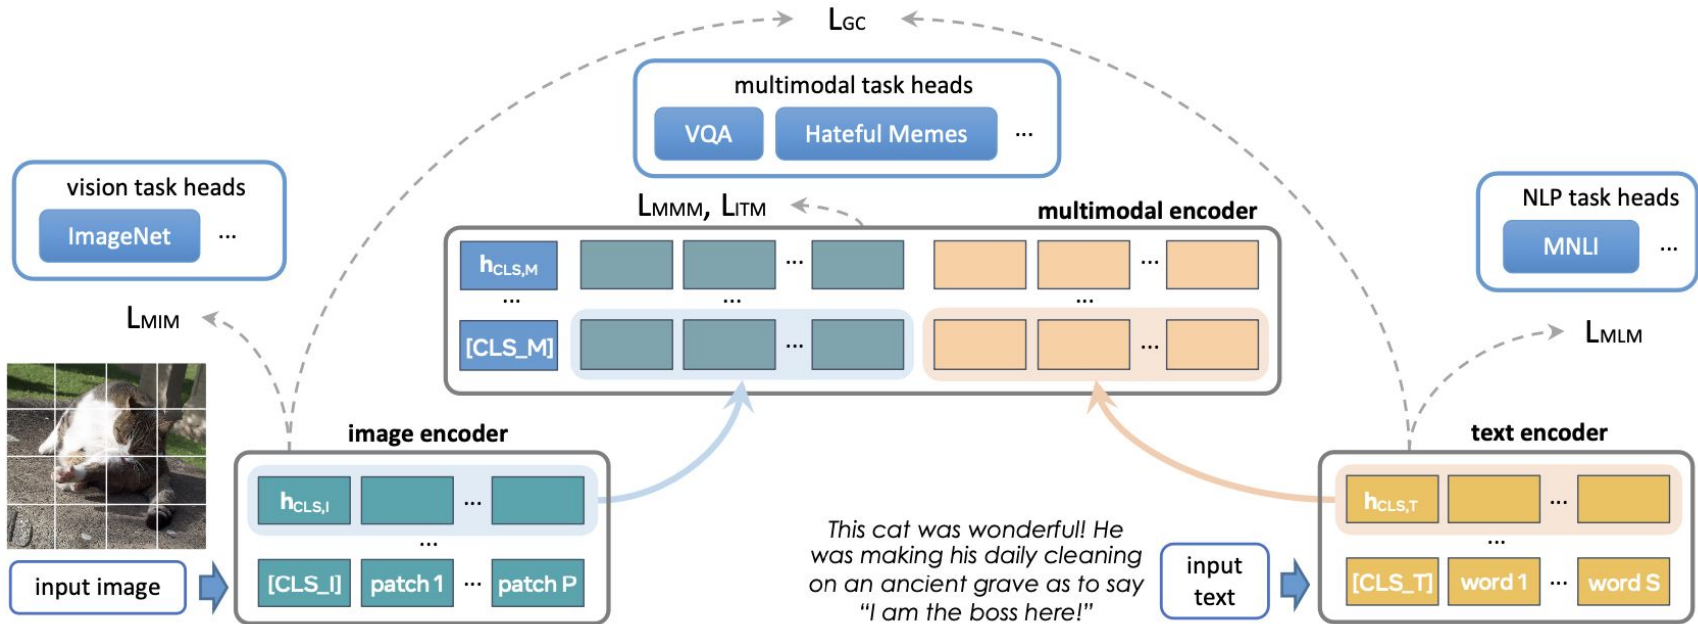 LGC
multimodal task heads
VQA
Hateful Memes
...
vision task heads
ImageNet
...
NLP task heads
MNLI
...
LMMM, LITM
multimodal encoder
hCLS,M
...
...
...
...
...
[CLS_M]
...
...
LMIM
LMLM
image encoder
hCLS,I
...
...
[CLS_I]
patch 1
...
patch P
input image
This cat was wonderful! He
was making his daily cleaning
on an ancient grave as to say
“I am the boss here!”
input
text
text encoder
hCLS,T
...
...
[CLS_T]
word 1
...
word S